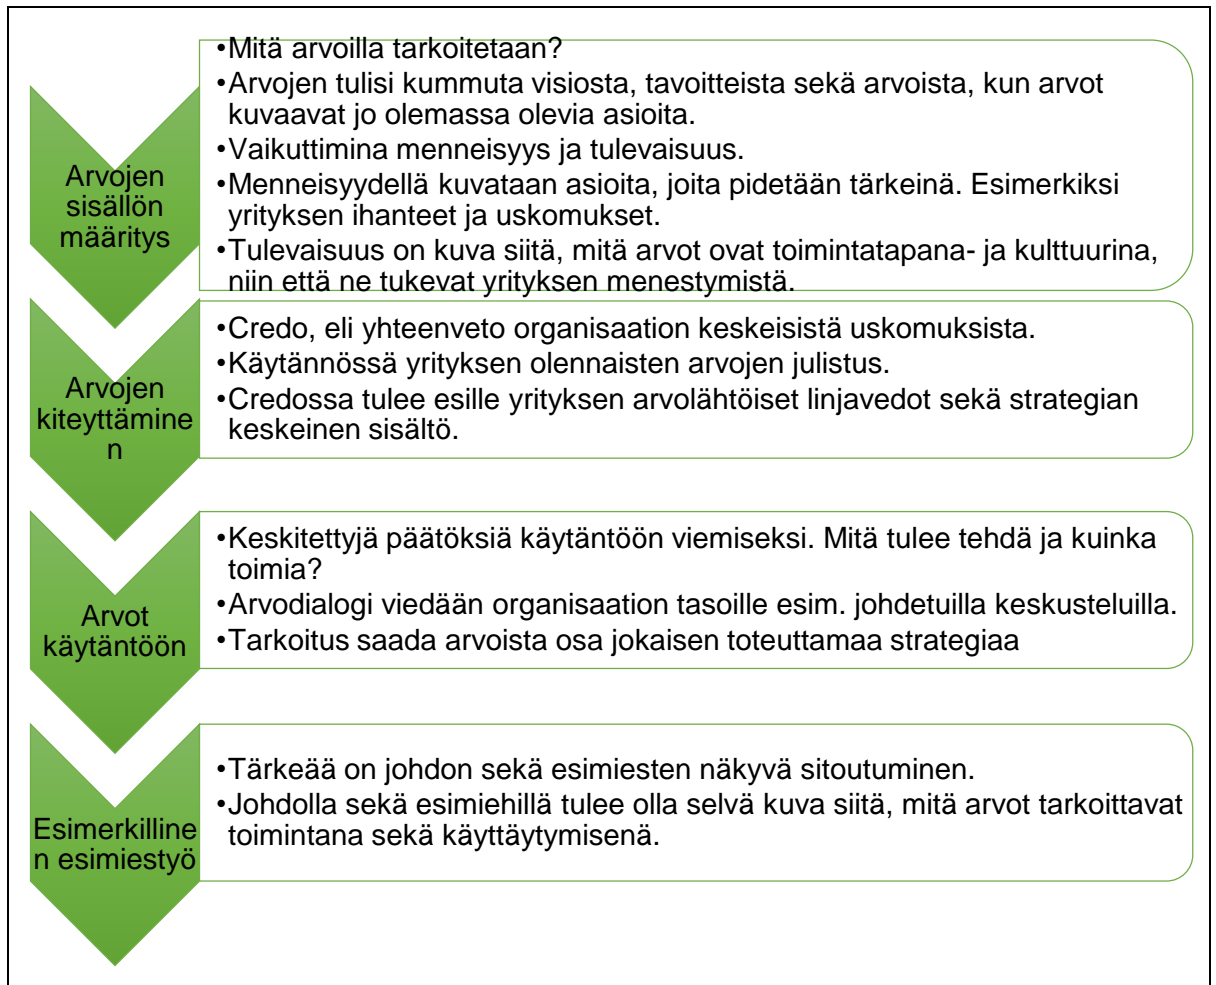 Arvojen
sisällön
määritys
•Mitä arvoilla tarkoitetaan?
•Arvojen tulisi kummuta visiosta, tavoitteista sekä arvoista, kun arvot
kuvaavat jo olemassa olevia asioita.
•Vaikuttimina menneisyys ja tulevaisuus.
•Menneisyydellä kuvataan asioita, joita pidetään tärkeinä. Esimerkiksi
yrityksen ihanteet ja uskomukset.
•Tulevaisuus on kuva siitä, mitä arvot ovat toimintatapana- ja kulttuurina,
niin että ne tukevat yrityksen menestymistä.
Arvojen
kiteyttämine
n
•Credo, eli yhteenveto organisaation keskeisistä uskomuksista.
•Käytännössä yrityksen olennaisten arvojen julistus.
•Credossa tulee esille yrityksen arvolähtöiset linjavedot sekä strategian
keskeinen sisältö.
Arvot
käytäntöön
•Keskitettyjä päätöksiä käytäntöön viemiseksi. Mitä tulee tehdä ja kuinka
toimia?
•Arvodialogi viedään organisaation tasoille esim. johdetuilla keskusteluilla.
•Tarkoitus saada arvoista osa jokaisen toteuttamaa strategiaa
Esimerkilline
n esimiestyö
•Tärkeää on johdon sekä esimiesten näkyvä sitoutuminen.
•Johdolla sekä esimiehillä tulee olla selvä kuva siitä, mitä arvot tarkoittavat
toimintana sekä käyttäytymisenä.